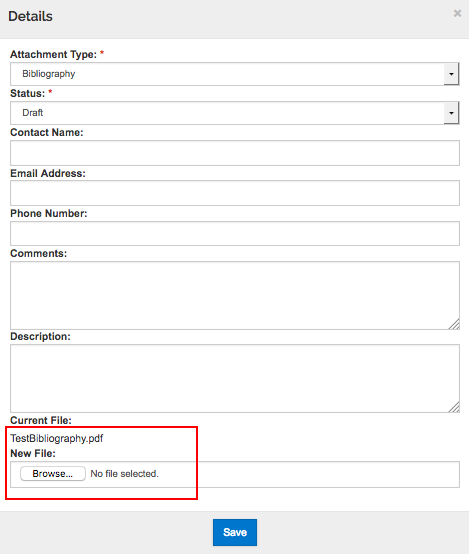 Details
×
Attachment Type: *
Bibliography
Status: *
Draft
Contact Name:
Email Address:
Phone Number:
Comments:
Description:
Current File:
TestBibliography.pdf
New File:
Browse... No file selected.
Save